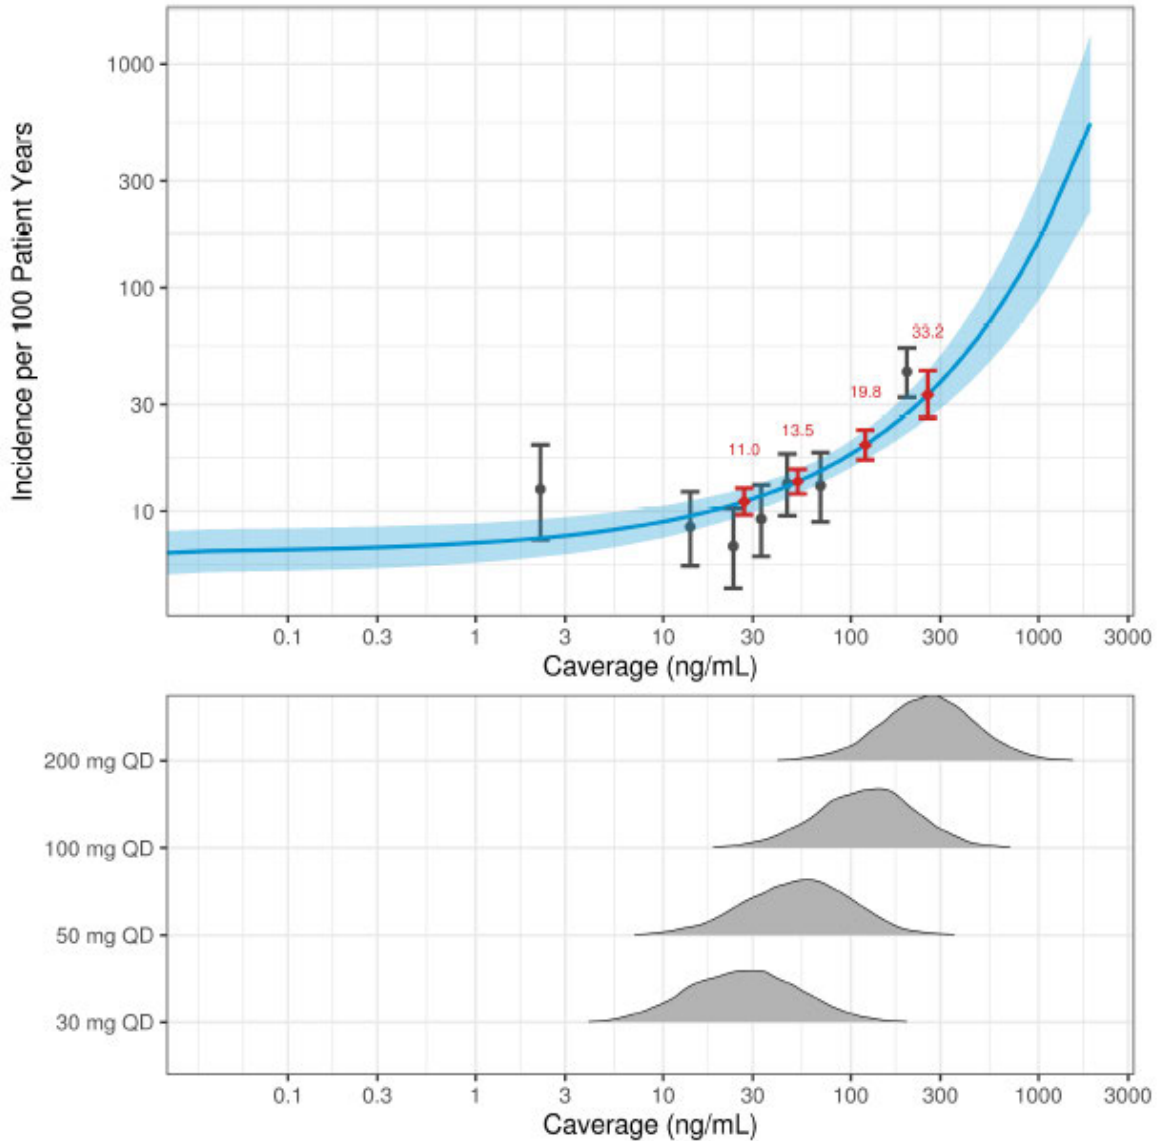 Incidence per 100 Patient Years
1000
300
100
30
10
11.0
13.5
19.8
33.2
0.1 0.3 1 3 10 30 100 300 1000 3000
Caverage (ng/mL)
200 mg QD
100 mg QD
50 mg QD
30 mg QD
0.1 0.3 1 3 10 30 100 300 1000 3000
Caverage (ng/mL)